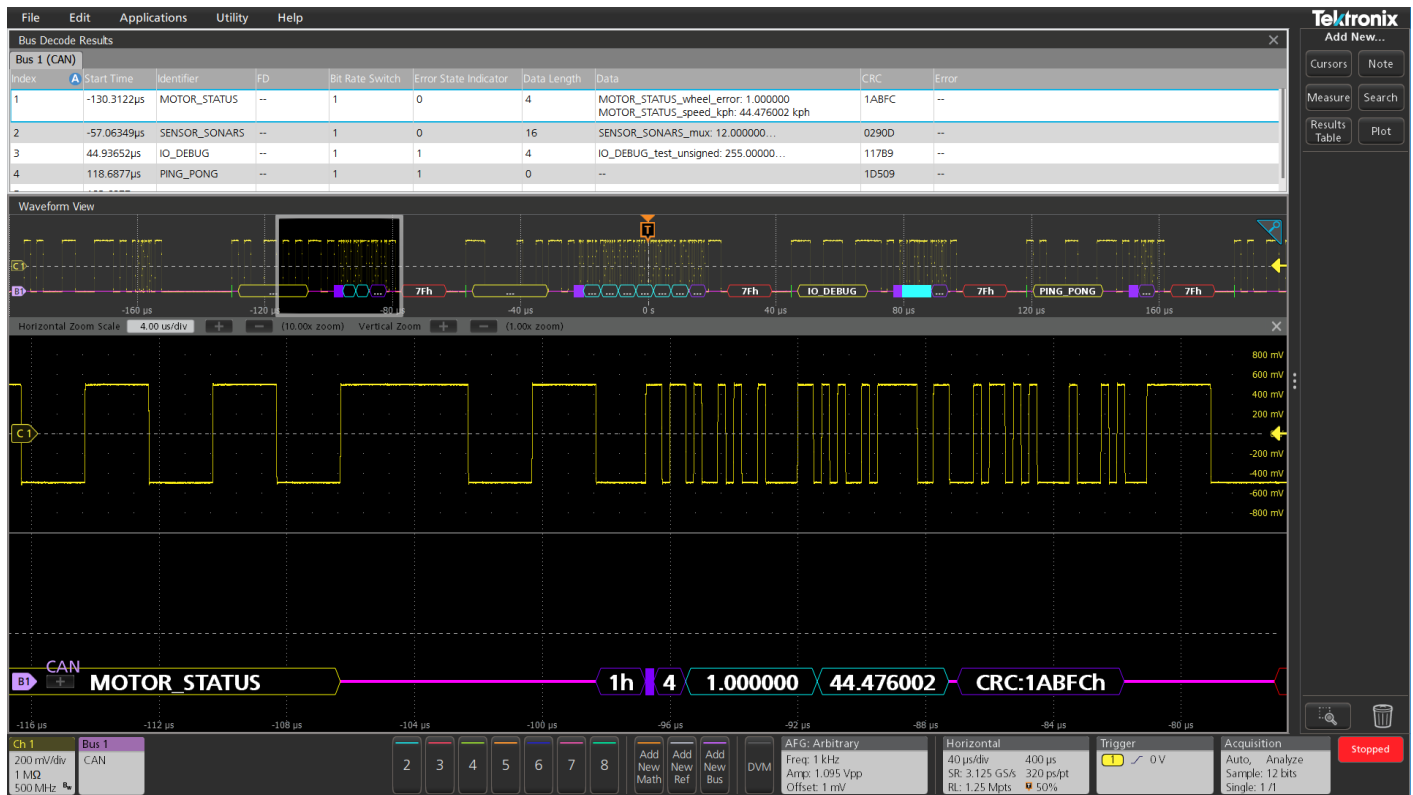 File Edit Applications Utility Help
Tektronix
Add New...
Bus Decode Results
Bus 1 (CAN)
Index A Start Time Identifier FD Bit Rate Switch Error State Indicator Data Length Data CRC Error
1 -130.3122µs MOTOR_STATUS -- 1 0 4 MOTOR_STATUS_wheel_error: 1.000000 1ABFC --
MOTOR_STATUS_speed_kph: 44.476002 kph
2 -57.06349µs SENSOR_SONARS -- 1 0 16 SENSOR_SONARS_mux: 12.000000... 0290D --
3 44.93652µs IO_DEBUG -- 1 1 4 IO_DEBUG_test_unsigned: 255.00000... 117B9 --
4 118.6877µs PING_PONG -- 1 1 0 -- 1D509 --
Cursors Note
Measure Search
Results Table Plot
Waveform View
T
C1
B1 ... ... 7Fh ... ... ... ... ... ... ... ... 7Fh IO_DEBUG ... 7Fh PING_PONG ... 7Fh
-160 µs -120 µs -80 µs -40 µs 0 s 40 µs 80 µs 120 µs 160 µs
Horizontal Zoom Scale 4.00 us/div + − (10.00x zoom) Vertical Zoom + − (1.00x zoom)
800 mV
600 mV
400 mV
200 mV
C1
-200 mV
-400 mV
-600 mV
-800 mV
CAN
B1 + MOTOR_STATUS 1h 4 1.000000 44.476002 CRC:1ABFCh
-116 µs -112 µs -108 µs -104 µs -100 µs -96 µs -92 µs -88 µs -84 µs -80 µs
Ch 1
200 mV/div
1 MΩ
500 MHz
Bus 1
CAN
2 3 4 5 6 7 8
Add New Math
Add New Ref
Add New Bus
DVM
AFG: Arbitrary
Freq: 1 kHz
Amp: 1.095 Vpp
Offset: 1 mV
Horizontal
40 µs/div 400 µs
SR: 3.125 GS/s 320 ps/pt
RL: 1.25 Mpts 50%
Trigger
1 0 V
Acquisition
Auto, Analyze
Sample: 12 bits
Single: 1 /1
Stopped